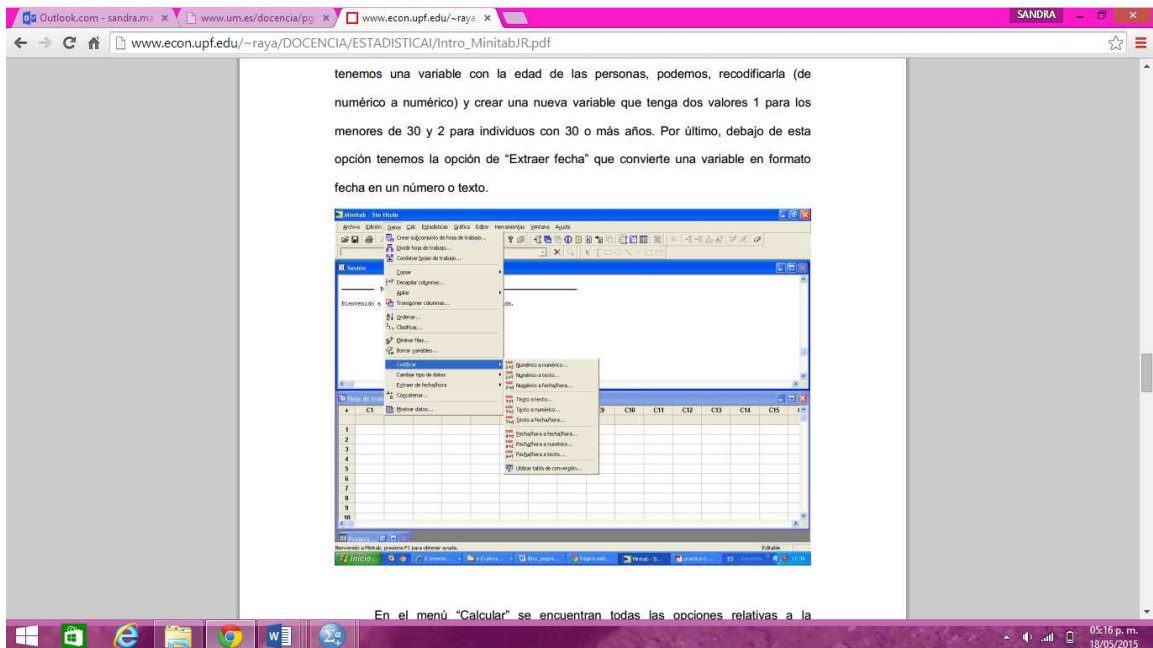 Outlook.com - sandra.ma
www.um.es/docencia/pg
www.econ.upf.edu/~raya
SANDRA
www.econ.upf.edu/~raya/DOCENCIA/ESTADISTICAI/Intro_MinitabJR.pdf
tenemos una variable con la edad de las personas, podemos, recodificarla (de
numérico a numérico) y crear una nueva variable que tenga dos valores 1 para los
menores de 30 y 2 para individuos con 30 o más años. Por último, debajo de esta
opción tenemos la opción de “Extraer fecha” que convierte una variable en formato
fecha en un número o texto.
Minitab - Sin título
Archivo Edición Datos Calc Estadísticas Gráfica Editor Herramientas Ventana Ayuda
Crear subconjunto de hoja de trabajo...
Dividir hoja de trabajo...
Combinar hojas de trabajo...
Sesión
Copiar
Desapilar columnas...
Apilar
Bienvenido a
Transponer columnas...
Ordenar...
Clasificar...
Eliminar filas...
Borrar variables...
Codificar
Numérico a numérico...
Cambiar tipo de datos
Numérico a texto...
Extraer de fecha/hora
Numérico a fecha/hora...
Concatenar...
Texto a texto...
Mostrar datos...
Texto a numérico...
Texto a fecha/hora...
Fecha/hora a fecha/hora...
Fecha/hora a numérico...
Fecha/hora a texto...
Utilizar tabla de conversión...
C1 C10 C11 C12 C13 C14 C15
1
2
3
4
5
6
7
8
9
10
Project...
Bienvenido a Minitab, presione F1 para obtener ayuda.
Editable
Inicio
11:34
En el menú “Calcular” se encuentran todas las opciones relativas a la
05:16 p. m.
18/05/2015